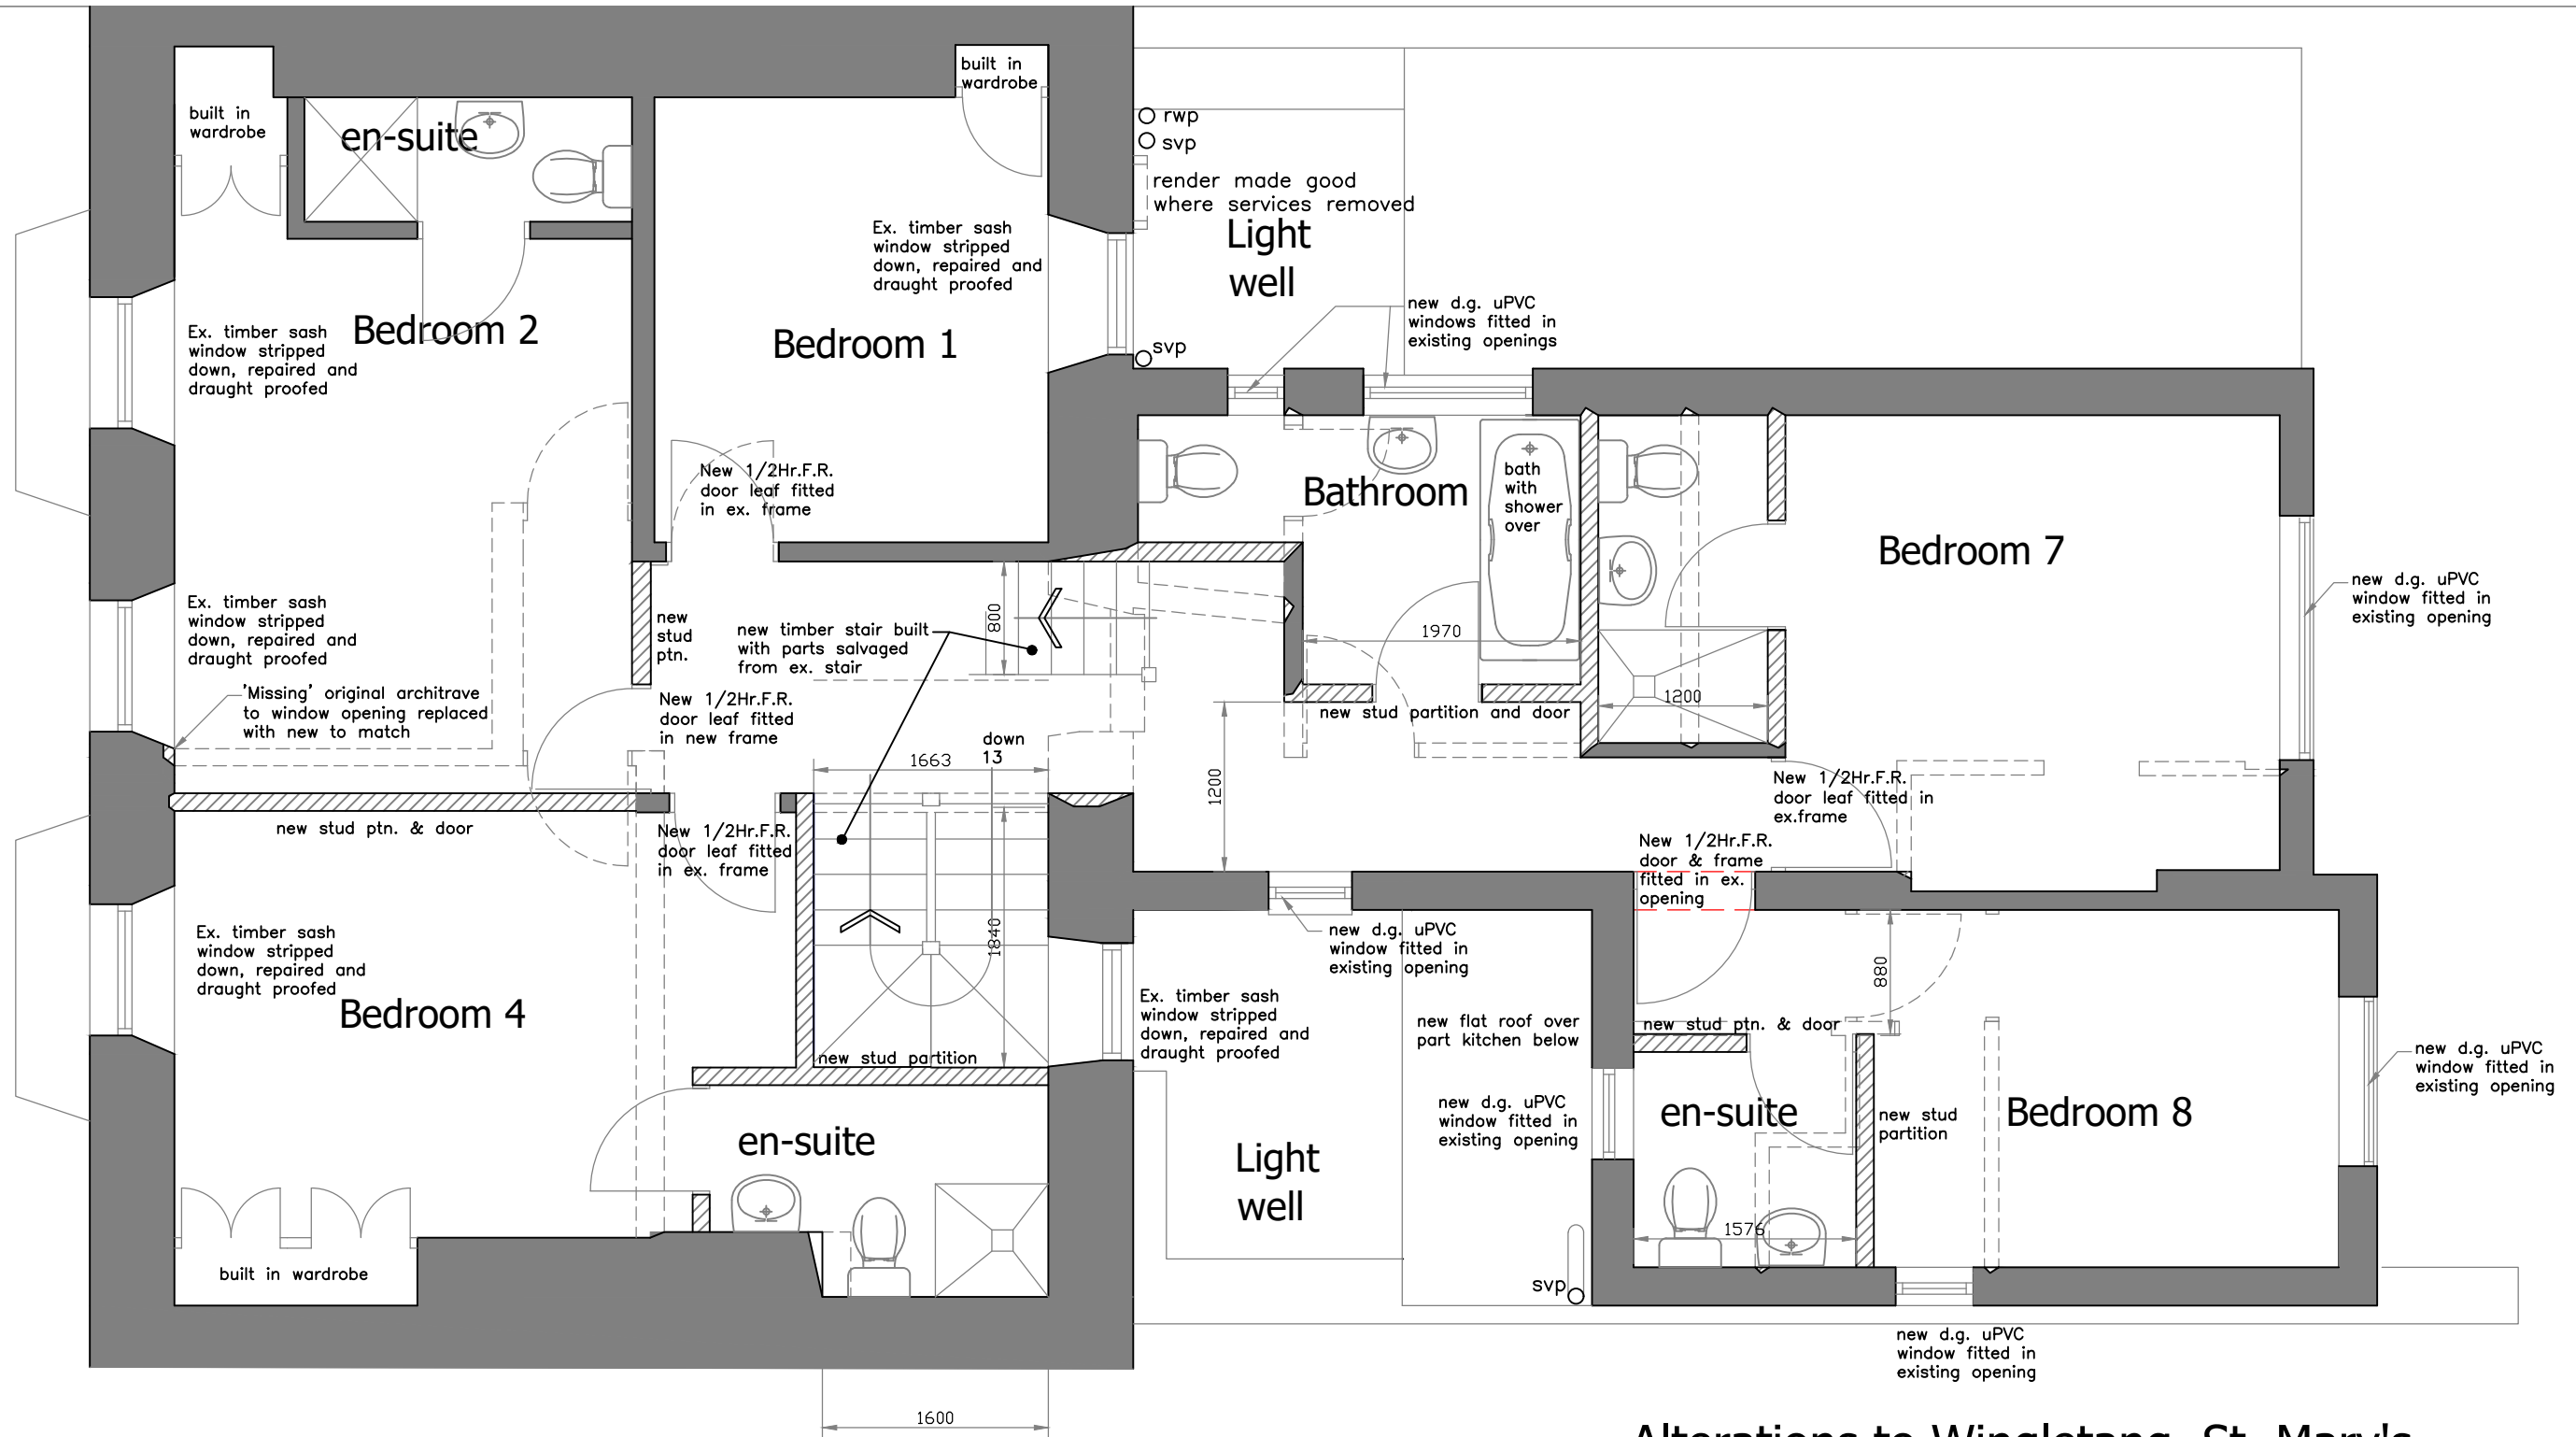 built in
wardrobe
en-suite
built in
wardrobe
rwp
svp
render made good
where services removed
Light
well
Ex. timber sash
window stripped
down, repaired and
draught proofed
Bedroom 2
Ex. timber sash
window stripped
down, repaired and
draught proofed
Bedroom 1
svp
new d.g. uPVC
windows fitted in
existing openings
New 1/2Hr.F.R.
door leaf fitted
in ex. frame
Bathroom
bath
with
shower
over
Bedroom 7
new d.g. uPVC
window fitted in
existing opening
Ex. timber sash
window stripped
down, repaired and
draught proofed
new
stud
ptn.
new timber stair built
with parts salvaged
from ex. stair
800
1970
1200
new stud partition and door
'Missing' original architrave
to window opening replaced
with new to match
New 1/2Hr.F.R.
door leaf fitted
in new frame
down
13
1663
1200
New 1/2Hr.F.R.
door leaf fitted in
ex.frame
new stud ptn. & door
New 1/2Hr.F.R.
door leaf fitted
in ex. frame
New 1/2Hr.F.R.
door & frame
fitted in ex.
opening
1840
new d.g. uPVC
window fitted in
existing opening
880
Ex. timber sash
window stripped
down, repaired and
draught proofed
Bedroom 4
Ex. timber sash
window stripped
down, repaired and
draught proofed
new flat roof over
part kitchen below
new stud ptn. & door
new stud partition
new d.g. uPVC
window fitted in
existing opening
new d.g. uPVC
window fitted in
existing opening
en-suite
new stud
partition
Bedroom 8
en-suite
Light
well
1576
built in wardrobe
svp
new d.g. uPVC
window fitted in
existing opening
1600
Alterations to Wingletang, St. Mary's